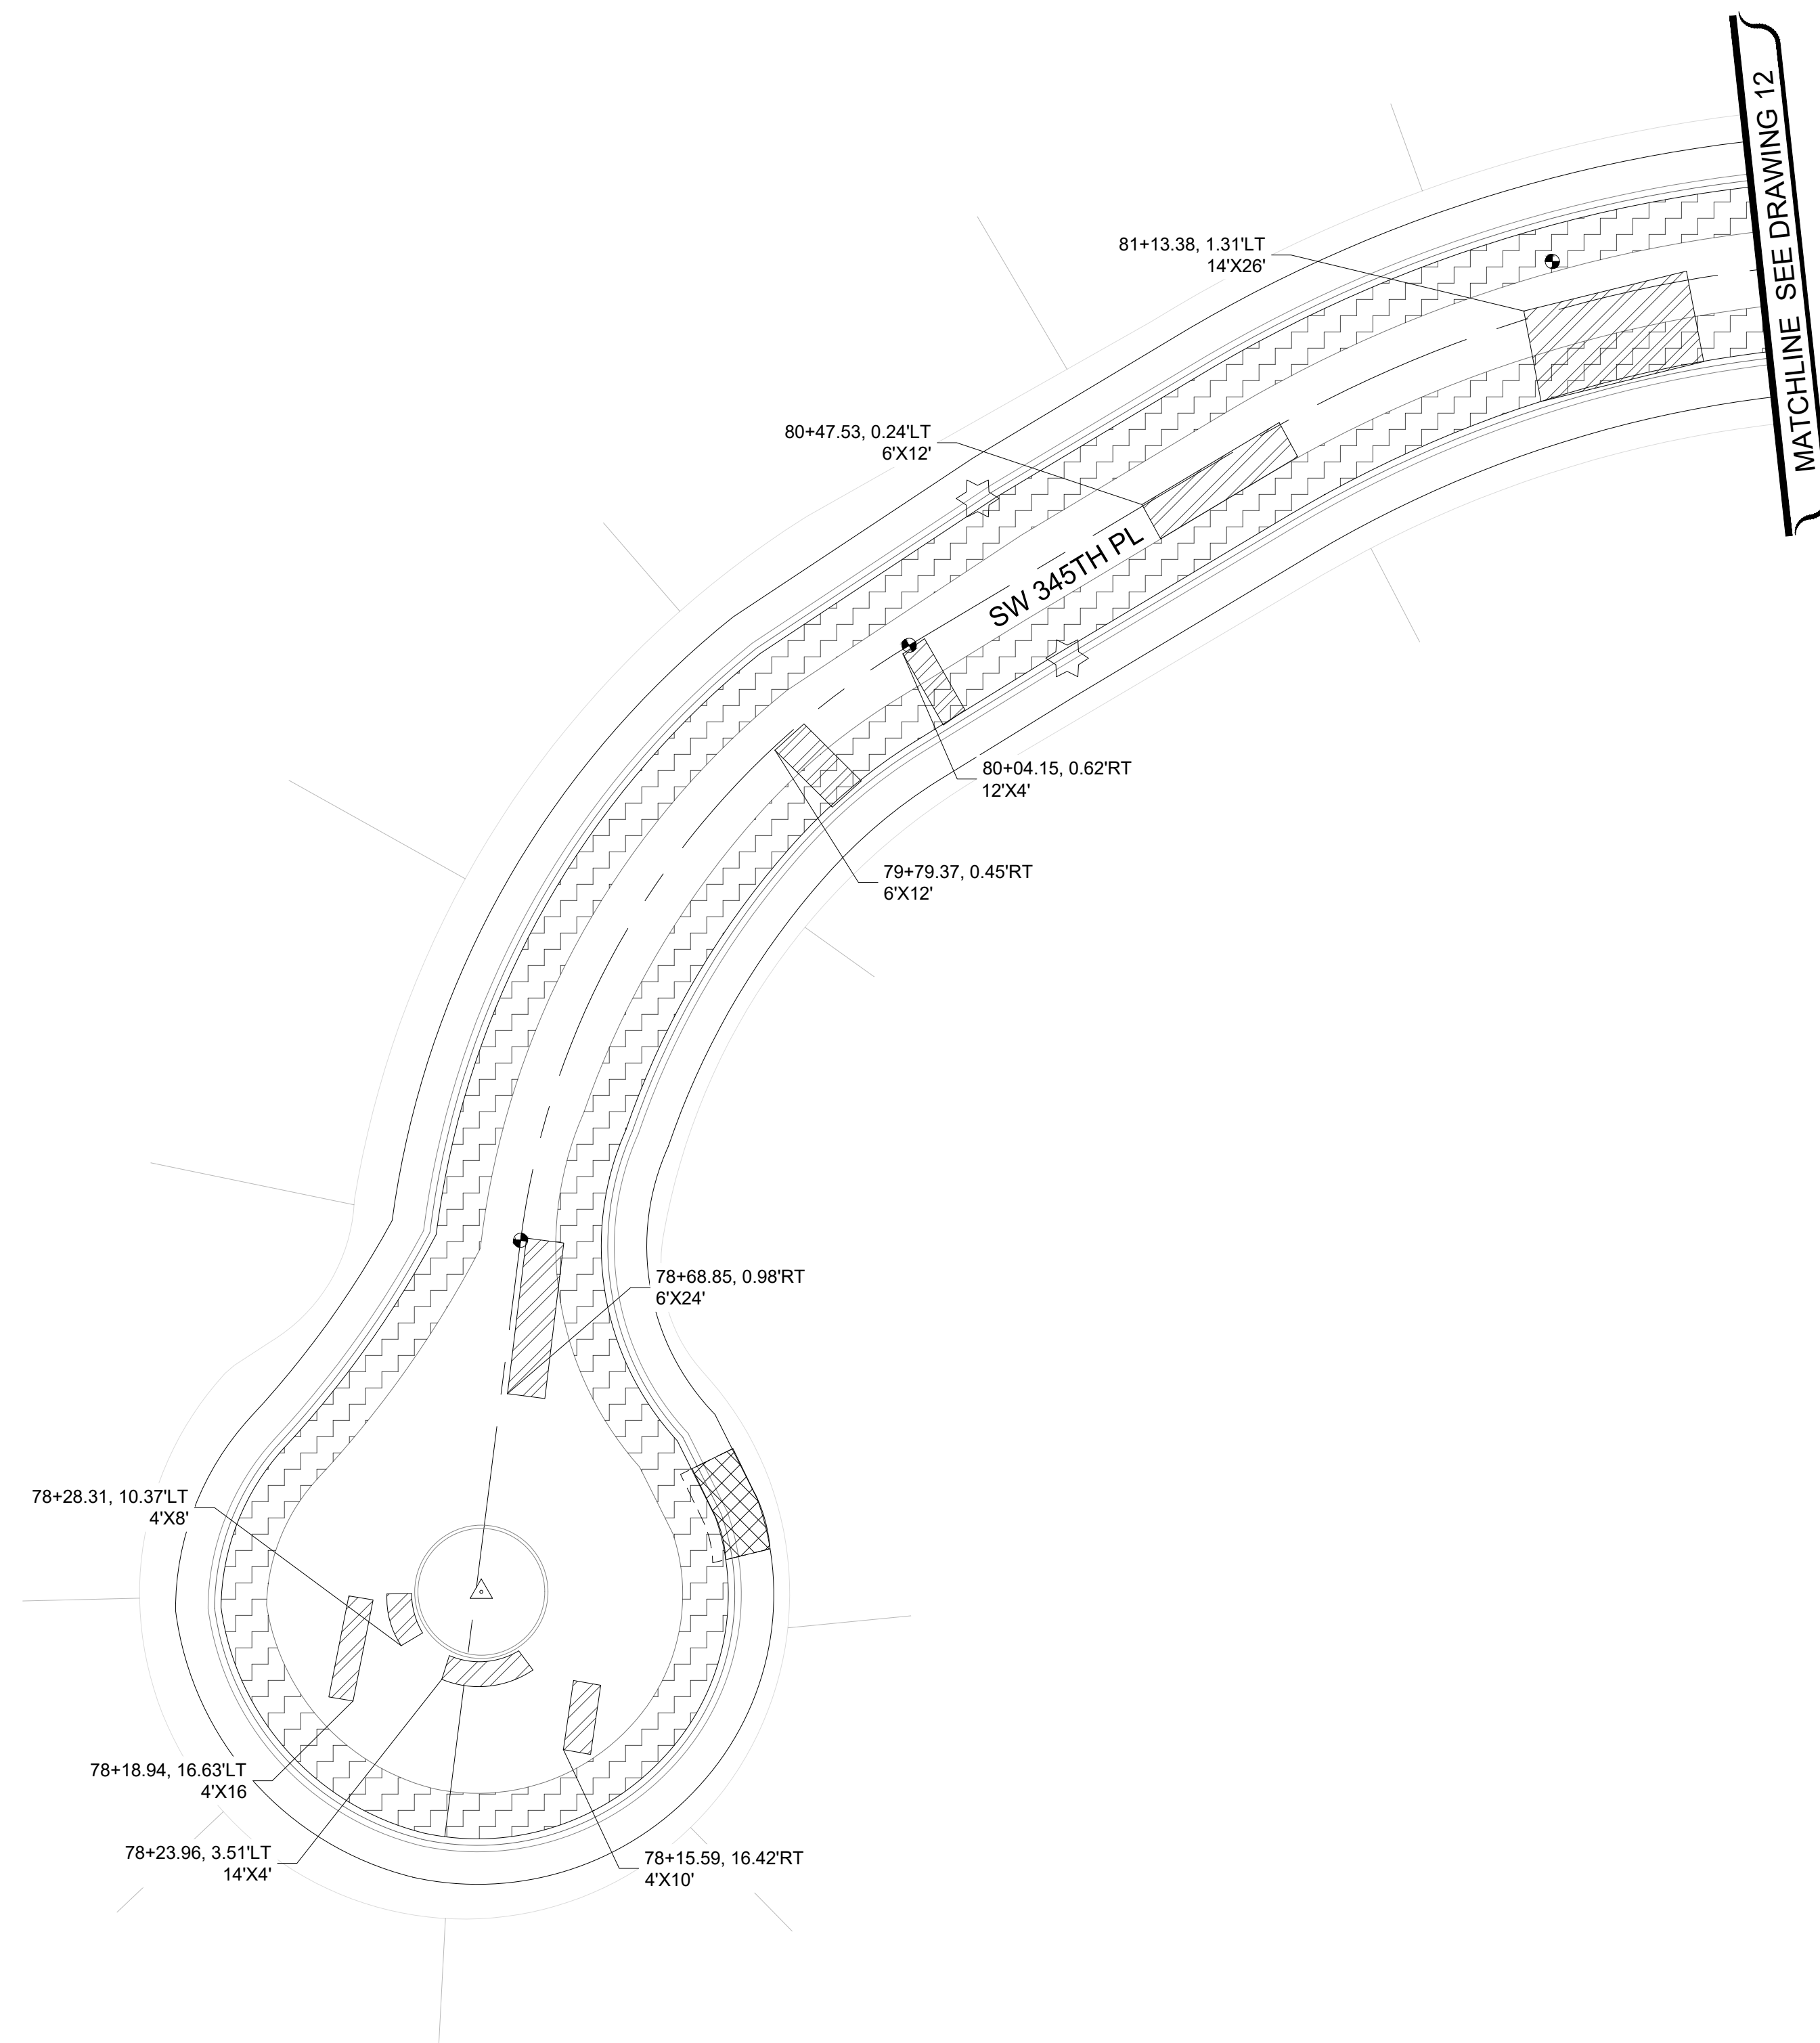 MATCHLINE  SEE DRAWING 12
81+13.38, 1.31'LT
14'X26'
80+47.53, 0.24'LT
6'X12'
SW 345TH PL
80+04.15, 0.62'RT
12'X4'
79+79.37, 0.45'RT
6'X12'
78+68.85, 0.98'RT
6'X24'
78+28.31, 10.37'LT
4'X8'
78+18.94, 16.63'LT
4'X16
78+23.96, 3.51'LT
14'X4'
78+15.59, 16.42'RT
4'X10'